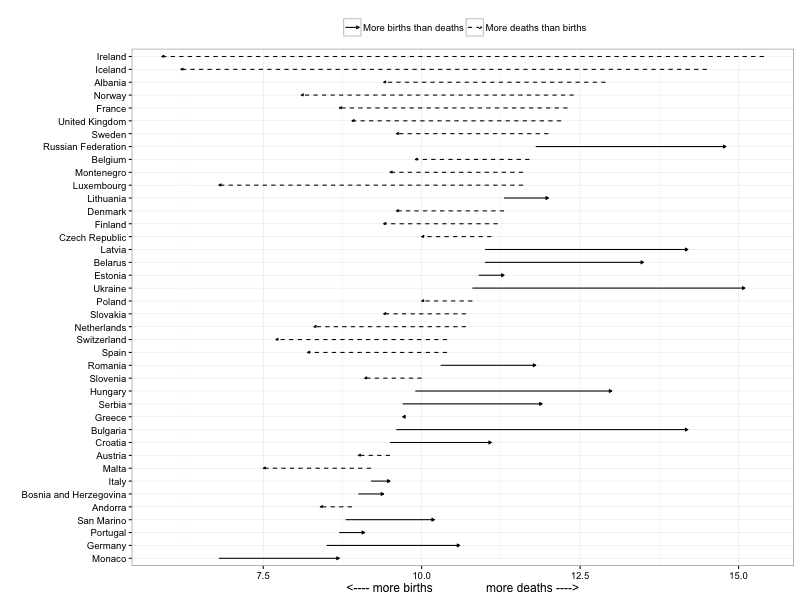 More births than deaths More deaths than births
Ireland
Iceland
Albania
Norway
France
United Kingdom
Sweden
Russian Federation
Belgium
Montenegro
Luxembourg
Lithuania
Denmark
Finland
Czech Republic
Latvia
Belarus
Estonia
Ukraine
Poland
Slovakia
Netherlands
Switzerland
Spain
Romania
Slovenia
Hungary
Serbia
Greece
Bulgaria
Croatia
Austria
Malta
Italy
Bosnia and Herzegovina
Andorra
San Marino
Portugal
Germany
Monaco
7.5 10.0 12.5 15.0
<---- more births more deaths ---->